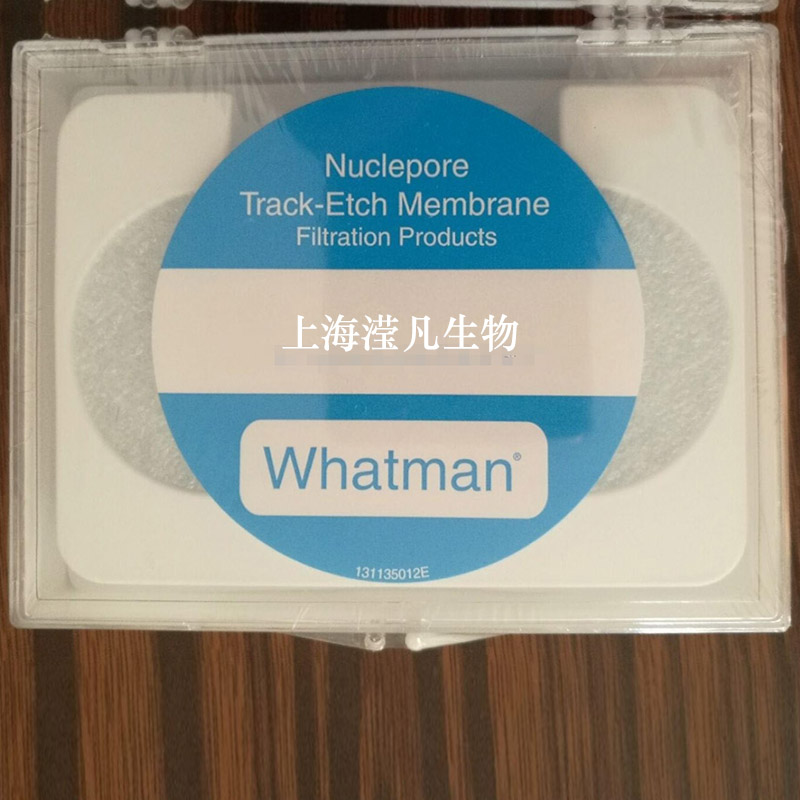 Nuclepore
Track-Etch Membrane
Filtration Products
上海滢凡生物
Whatman®
131135012E